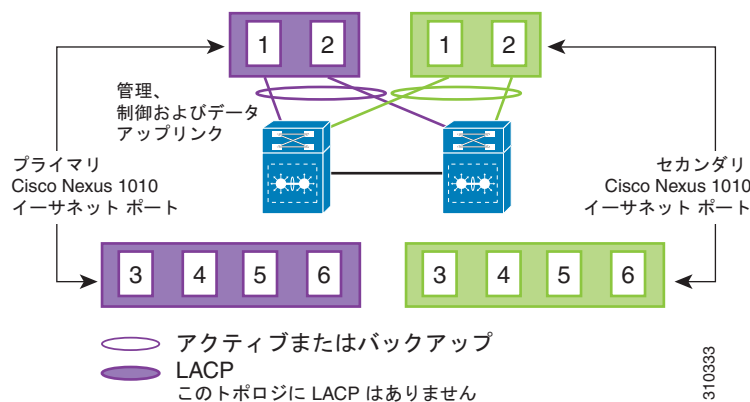 1 2 1 2
管理、
制御およびデータ
アップリンク
プライマリ
Cisco Nexus 1010
イーサネット ポート
セカンダリ
Cisco Nexus 1010
イーサネット ポート
3 4 5 6 3 4 5 6
アクティブまたはバックアップ
LACP
このトポロジに LACP はありません
310333